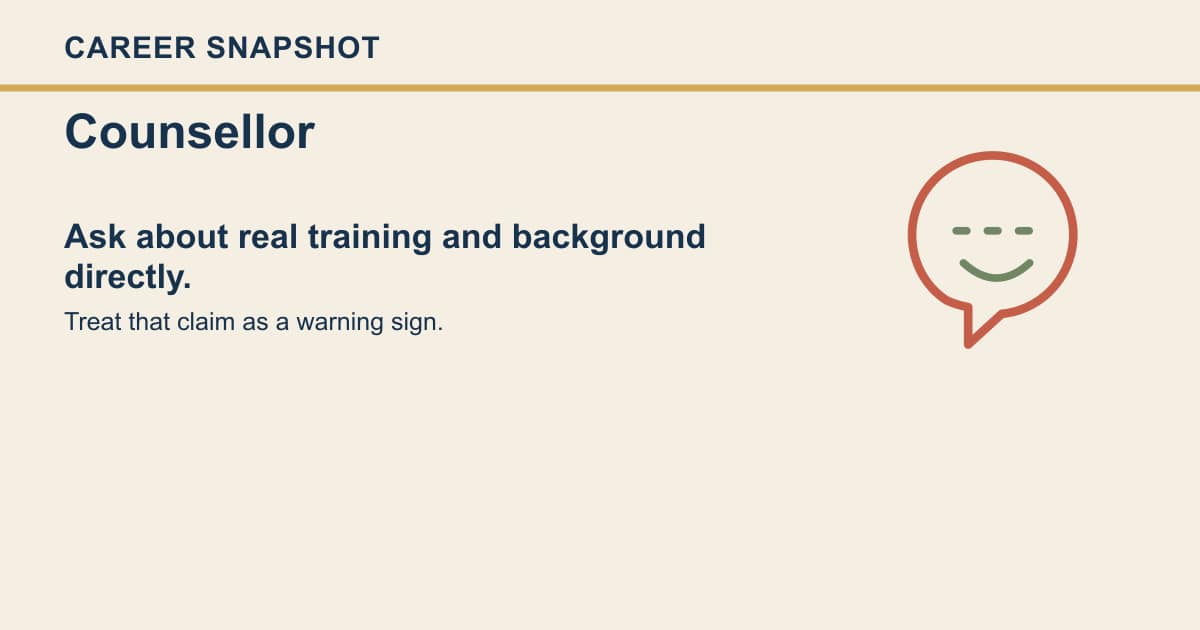 CAREER SNAPSHOT
Counsellor
Ask about real training and background
directly.
Treat that claim as a warning sign.